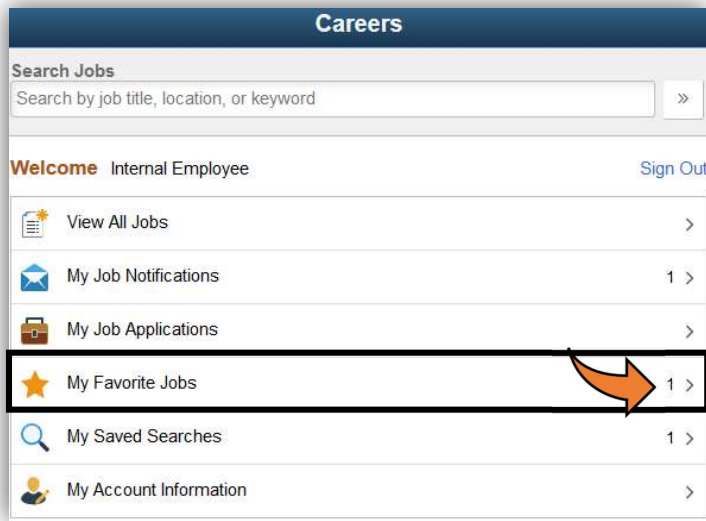 Careers
Search Jobs
Search by job title, location, or keyword »
Welcome Internal Employee Sign Out
View All Jobs >
My Job Notifications 1 >
My Job Applications >
My Favorite Jobs 1 >
My Saved Searches 1 >
My Account Information >